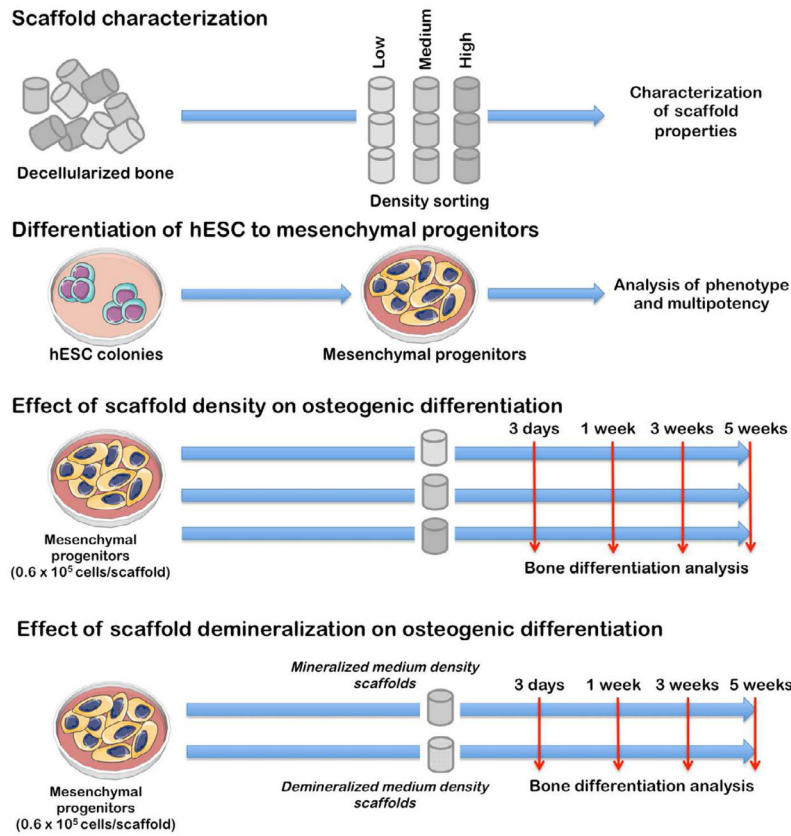 Scaffold characterization
Low
Medium
High
Characterization
of scaffold
properties
Decellularized bone
Density sorting
Differentiation of hESC to mesenchymal progenitors
Analysis of phenotype
and multipotency
hESC colonies
Mesenchymal progenitors
Effect of scaffold density on osteogenic differentiation
3 days 1 week 3 weeks 5 weeks
Mesenchymal
progenitors
(0.6 x 10⁵ cells/scaffold)
Bone differentiation analysis
Effect of scaffold demineralization on osteogenic differentiation
Mineralized medium density
scaffolds
3 days 1 week 3 weeks 5 weeks
Mesenchymal
progenitors
(0.6 x 10⁵ cells/scaffold)
Demineralized medium density
scaffolds
Bone differentiation analysis